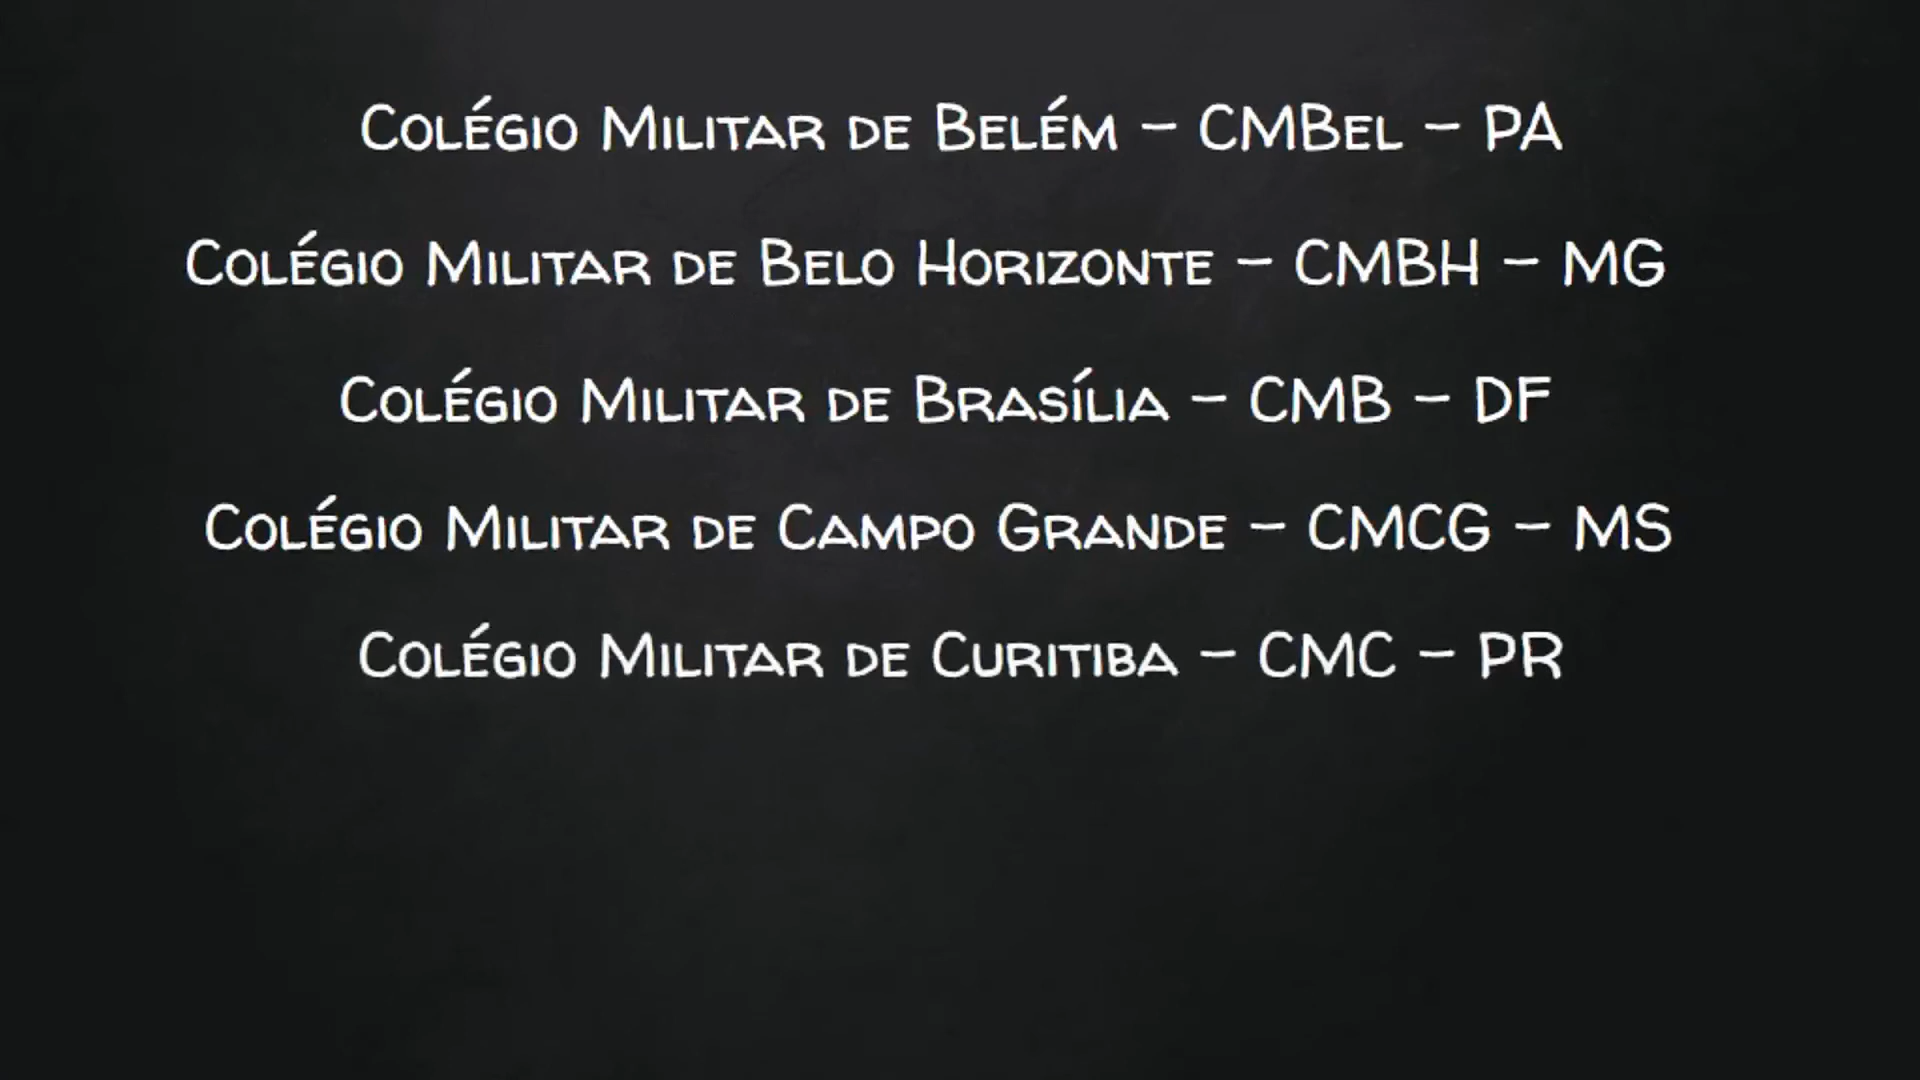 Colégio Militar de Belém – CMBel – PA
Colégio Militar de Belo Horizonte – CMBH – MG
Colégio Militar de Brasília – CMB – DF
Colégio Militar de Campo Grande – CMCG – MS
Colégio Militar de Curitiba – CMC – PR